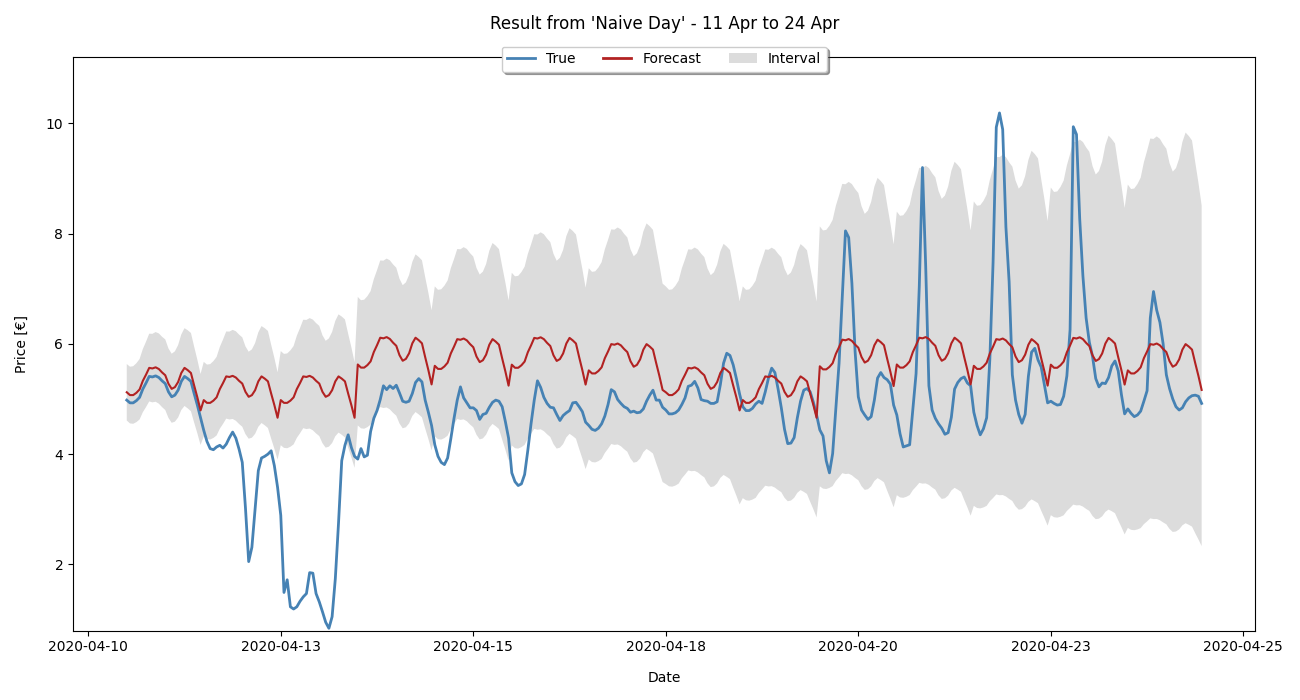 Result from 'Naive Day' - 11 Apr to 24 Apr
True Forecast Interval
Price [€]
10
8
6
4
2
2020-04-10 2020-04-13 2020-04-15 2020-04-18 2020-04-20 2020-04-23 2020-04-25
Date